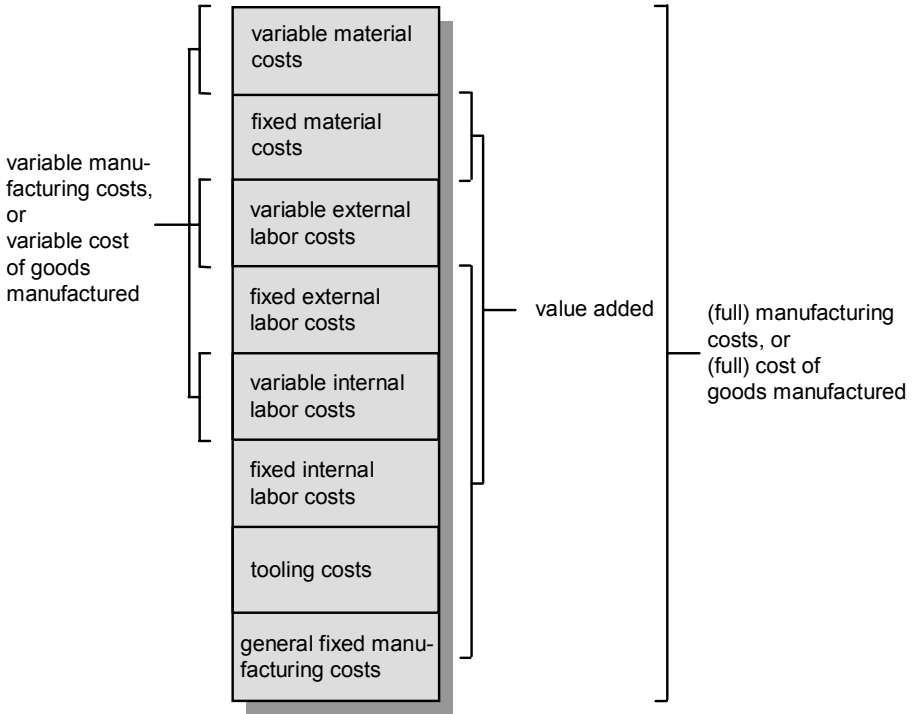 variable material
costs
fixed material
costs
variable external
labor costs
fixed external
labor costs
variable internal
labor costs
fixed internal
labor costs
tooling costs
general fixed manu-
facturing costs
variable manu-
facturing costs,
or
variable cost
of goods
manufactured
value added
(full) manufacturing
costs, or
(full) cost of
goods manufactured